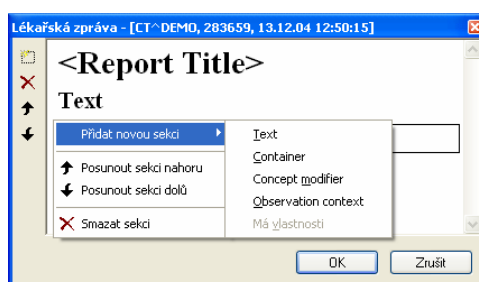 Lékařská zpráva - [CT^DEMO, 283659, 13.12.04 12:50:15]
<Report Title>
Text
Přidat novou sekci
Posunout sekci nahoru
Posunout sekci dolů
Smazat sekci
Text
Container
Concept modifier
Observation context
Má vlastnosti
OK
Zrušit